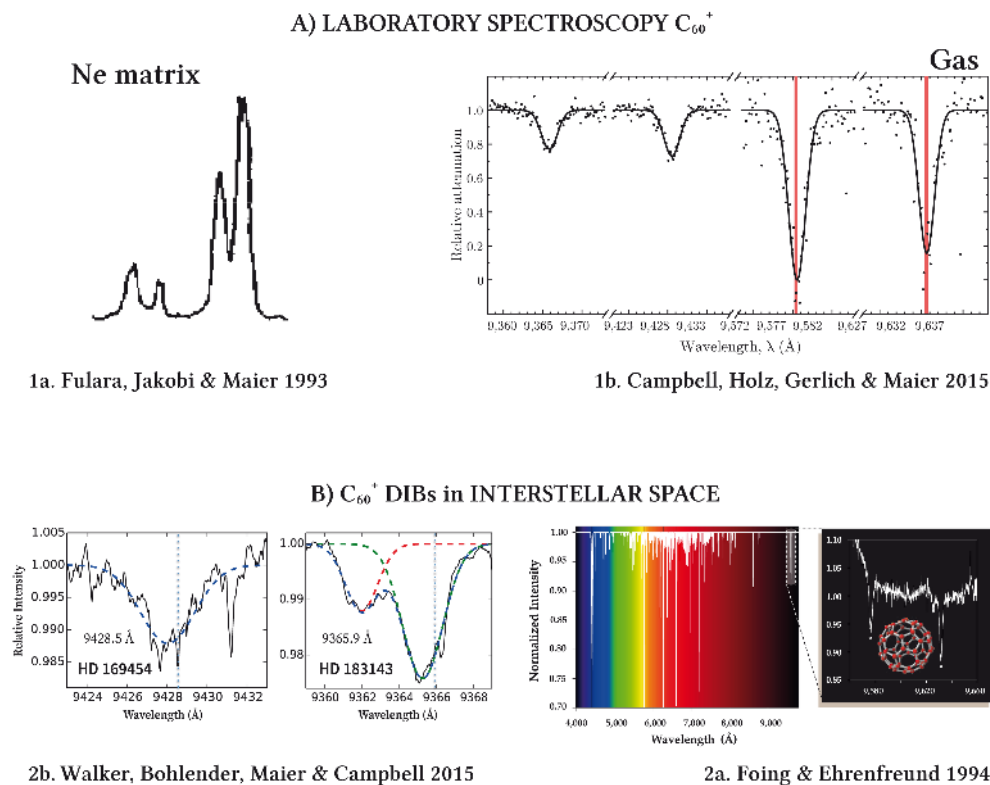 A) LABORATORY SPECTROSCOPY C₆₀⁺
Ne matrix
Gas
Relative attenuation
1.0
0.8
0.6
0.4
0.2
0
9,360 9,365 9,370 9,423 9,425 9,433 9,572 9,577 9,552 9,627 9,632 9,637
Wavelength, λ (Å)
1a. Fulara, Jakobi & Maier 1993
1b. Campbell, Holz, Gerlich & Maier 2015
B) C₆₀⁺ DIBs in INTERSTELLAR SPACE
Relative Intensity
1.005
1.000
0.995
0.990
0.985
9428.5 Å
HD 169454
9424 9426 9428 9430 9432
Wavelength (Å)
1.00
0.99
0.98
9365.9 Å
HD 183143
9360 9362 9364 9366 9368
Wavelength (Å)
Normalized Intensity
1.00
0.95
0.90
0.85
0.80
0.75
0.70
4,000 5,000 6,000 7,000 8,000 9,000
Wavelength (Å)
1.10
1.05
1.00
0.95
0.90
9,620
2b. Walker, Bohlender, Maier & Campbell 2015
2a. Foing & Ehrenfreund 1994